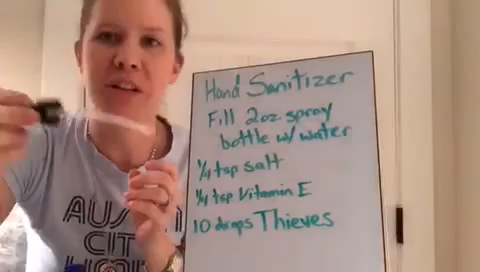 Hand Sanitizer
Fill 2oz spray
bottle w/ water
1/4 tsp salt
1/4 tsp Vitamin E
10 drops Thieves
AUS
CITY